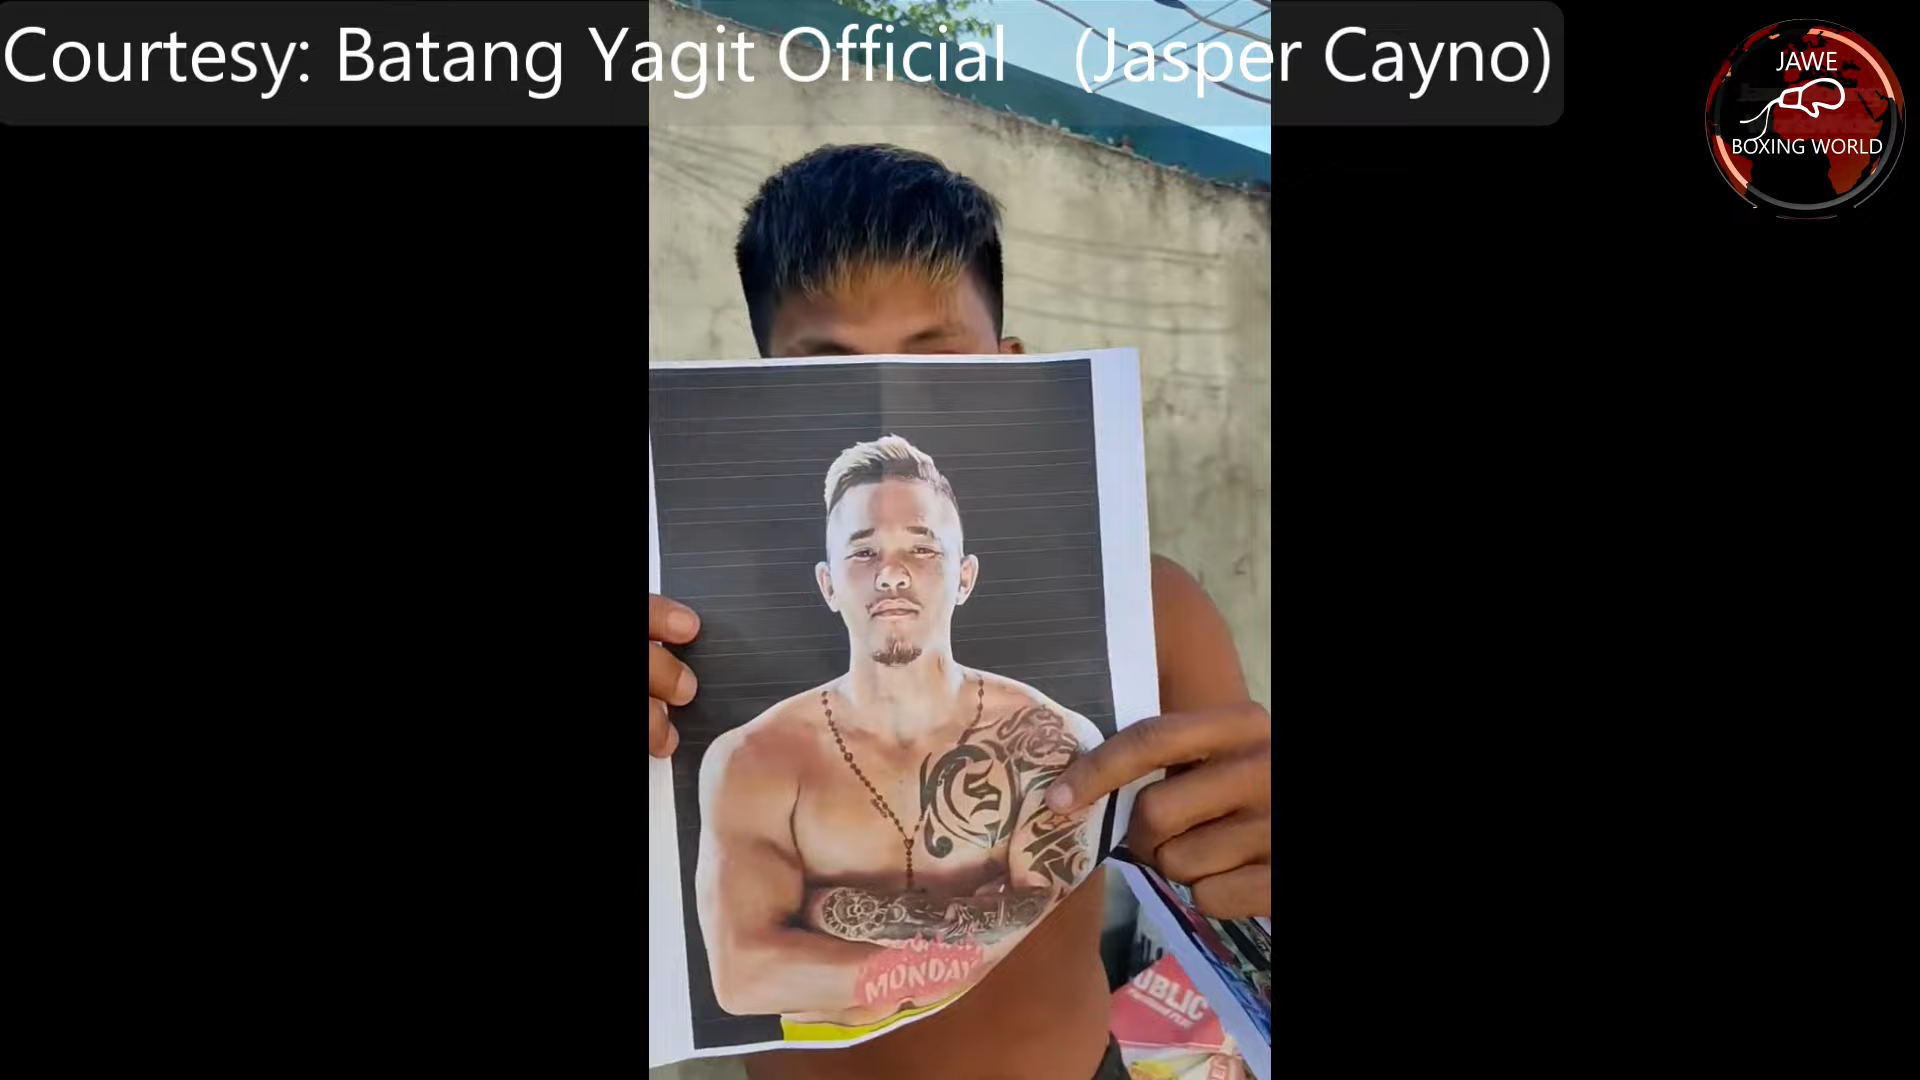 Courtesy: Batang Yagit Official (Jasper Cayno)
JAWE
BOXING WORLD
MONDAY